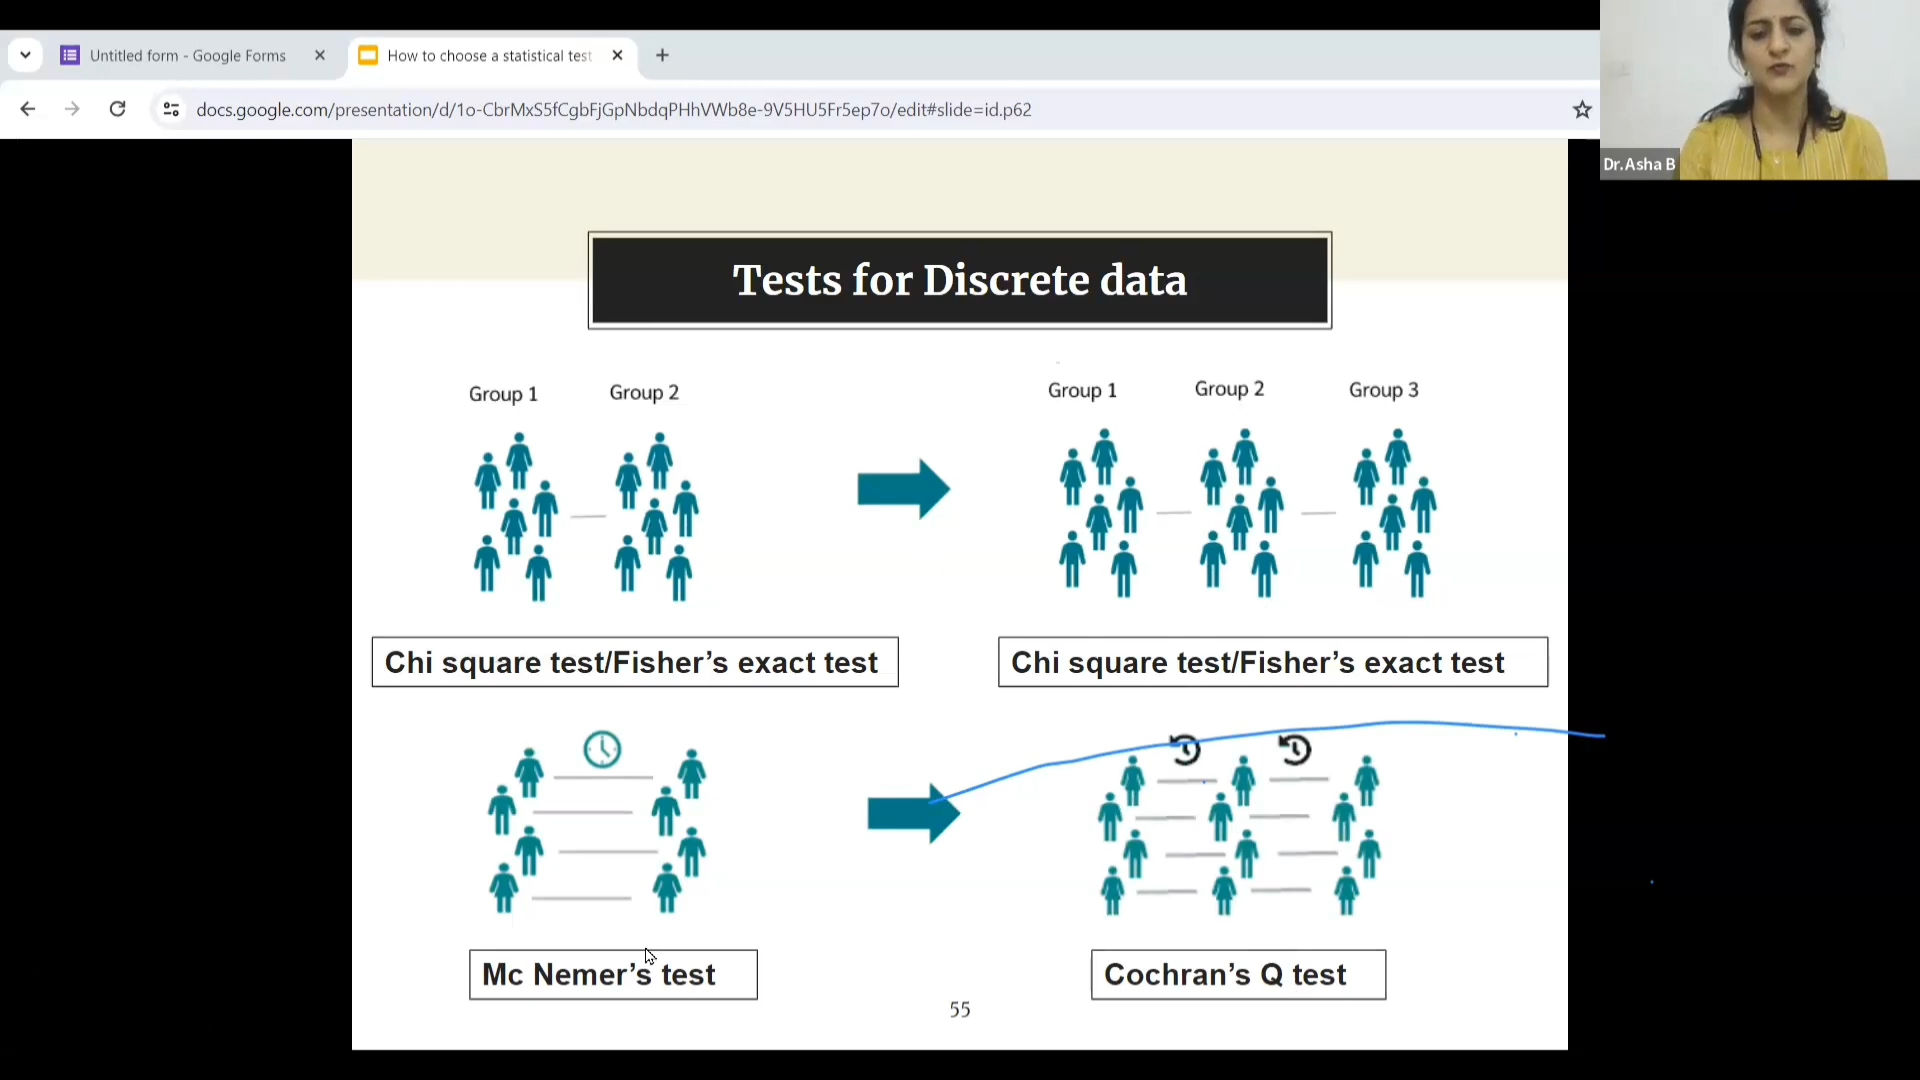 Untitled form - Google Forms
How to choose a statistical test
docs.google.com/presentation/d/1o-CbrMxS5fCgbFjGpNbdqPHhVWb8e-9V5HU5Fr5ep7o/edit#slide=id.p62
Dr.Asha B
Tests for Discrete data
Group 1 Group 2
Group 1 Group 2 Group 3
Chi square test/Fisher’s exact test
Chi square test/Fisher’s exact test
Mc Nemer’s test
Cochran’s Q test
55